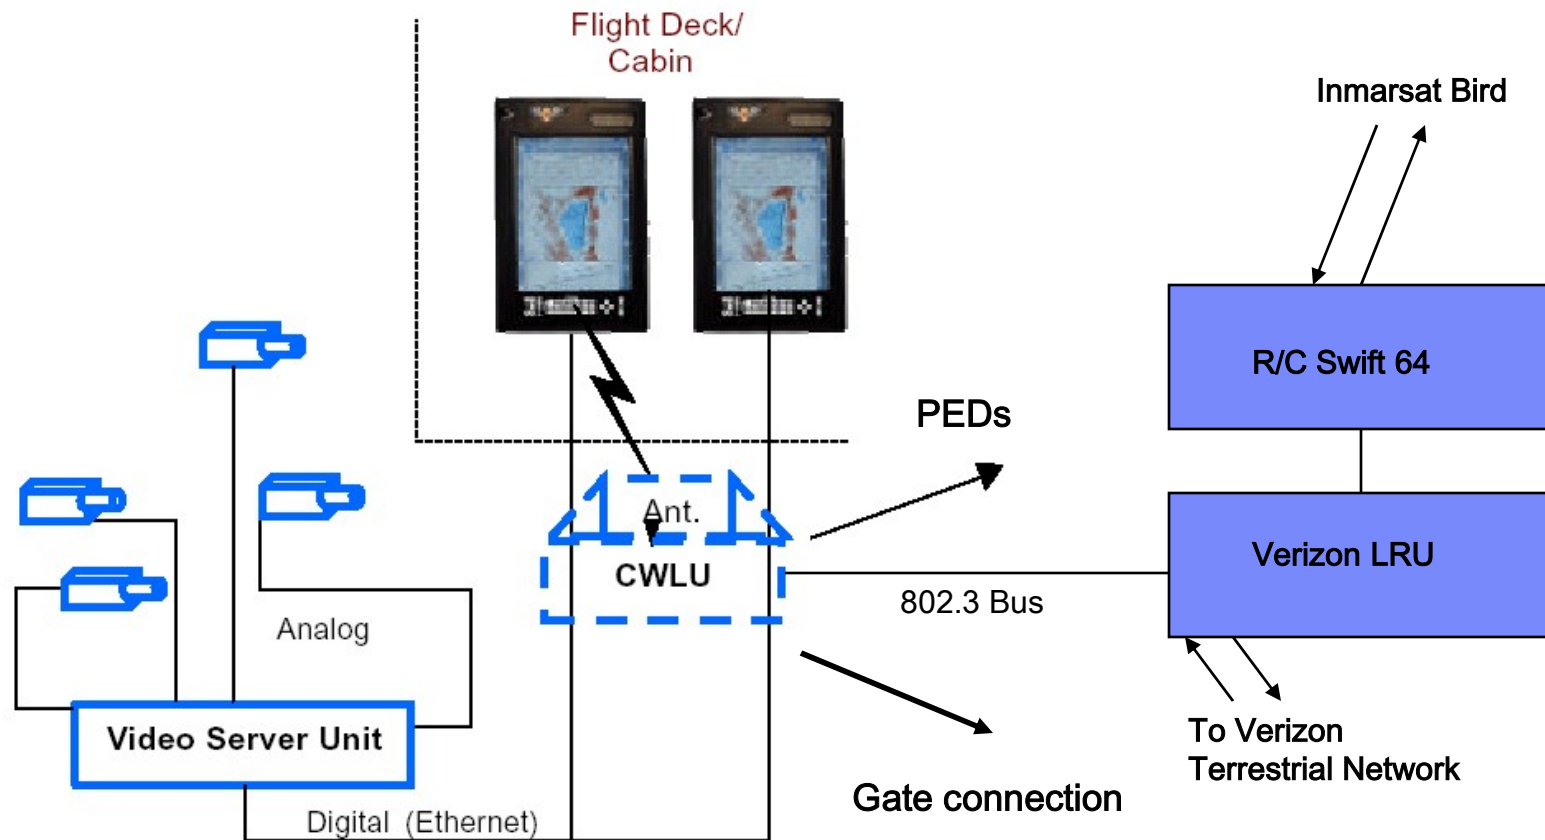 Flight Deck/
Cabin
Inmarsat Bird
R/C Swift 64
PEDs
Ant.
CWLU
Verizon LRU
802.3 Bus
Analog
Video Server Unit
To Verizon
Terrestrial Network
Gate connection
Digital (Ethernet)